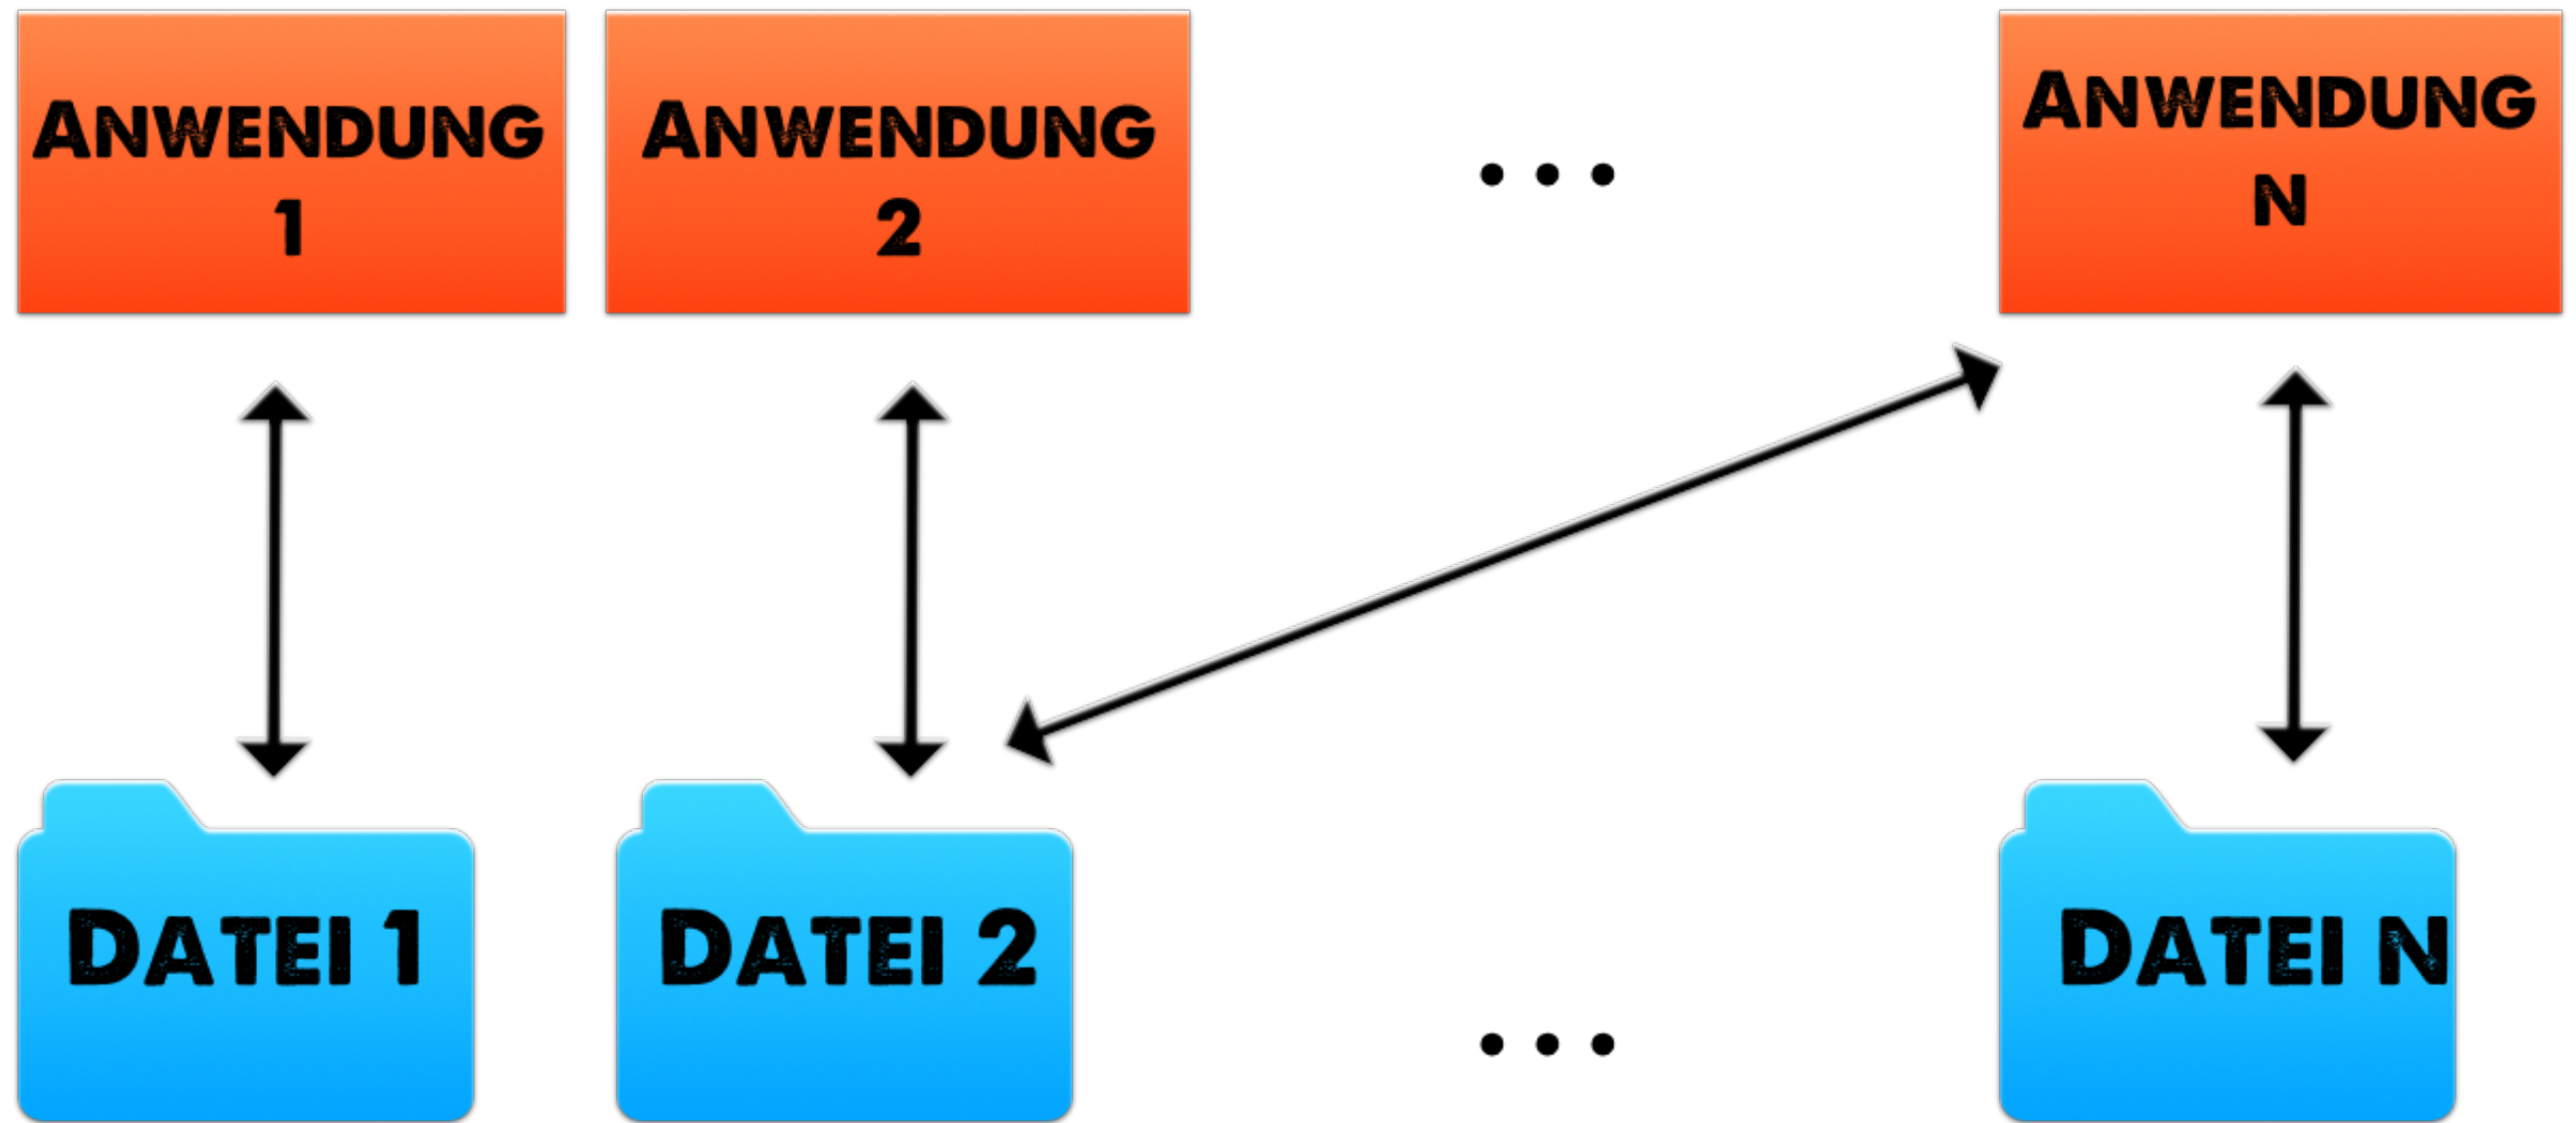 Anwendung
1
Anwendung
2
...
Anwendung
N
Datei 1
Datei 2
...
Datei N